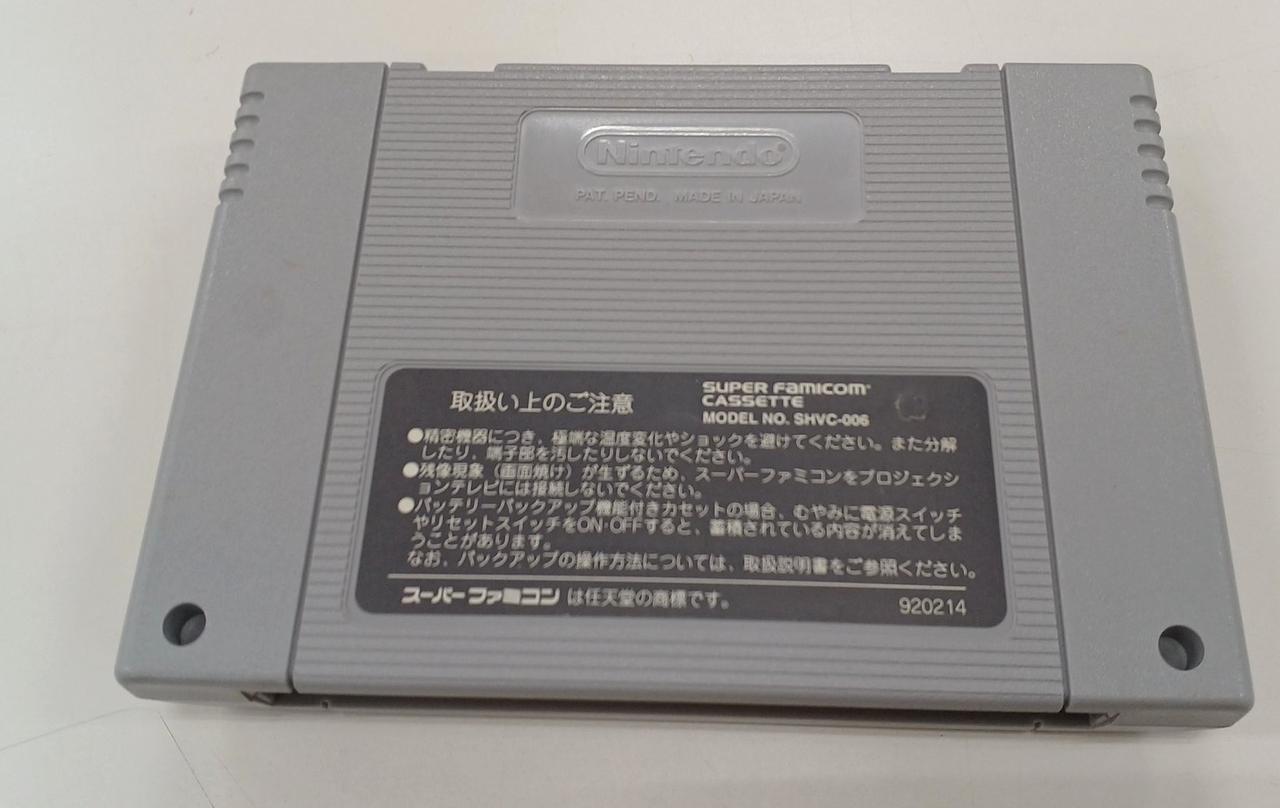 Nintendo®
PAT. PEND. MADE IN JAPAN
取扱い上のご注意
SUPER FAMICOM™
CASSETTE
MODEL NO. SHVC-006
●精密機器につき、極端な温度変化やショックを避けてください。また分解
したり、端子部を汚したりしないでください。
●残像現象（画面焼け）が生ずるため、スーパーファミコンをプロジェクシ
ョンテレビには接続しないでください。
●バッテリーバックアップ機能付きカセットの場合、むやみに電源スイッチ
やリセットスイッチをON・OFFすると、蓄積されている内容が消えてしま
うことがあります。
なお、バックアップの操作方法については、取扱説明書をご参照ください。
スーパーファミコン は任天堂の商標です。
920214